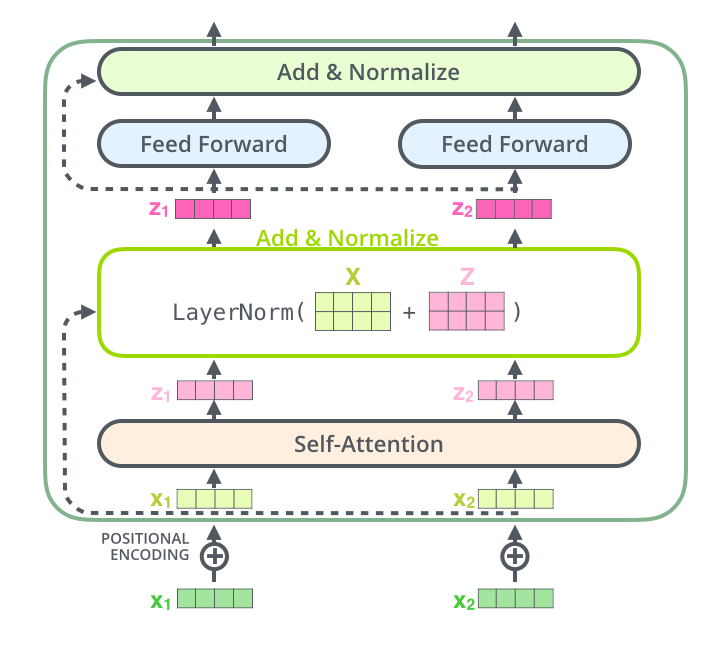 Add & Normalize
Feed Forward Feed Forward
z1 z2
Add & Normalize
X Z
LayerNorm( + )
z1 z2
Self-Attention
x1 x2
POSITIONAL
ENCODING
x1 x2